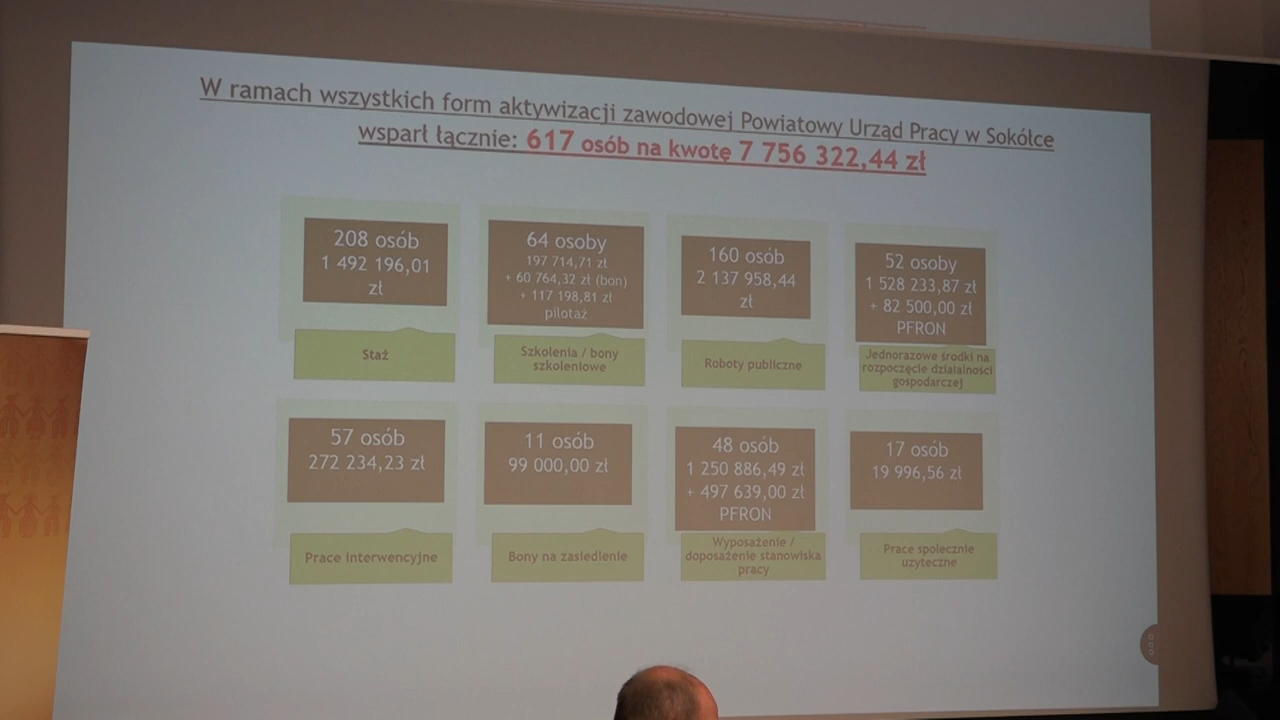 W ramach wszystkich form aktywizacji zawodowej Powiatowy Urząd Pracy w Sokółce
wsparł łącznie: 617 osób na kwotę 7 756 322,44 zł
208 osób
1 492 196,01
zł
Staż
64 osoby
197 714,71 zł
+ 60 764,32 zł (bon)
+ 117 198,81 zł
pilotaż
Szkolenia / bony
szkoleniowe
160 osób
2 137 958,44
zł
Roboty publiczne
52 osoby
1 528 233,87 zł
+ 82 500,00 zł
PFRON
Jednorazowe środki na
rozpoczęcie działalności
gospodarczej
57 osób
272 234,23 zł
Prace interwencyjne
11 osób
99 000,00 zł
Bony na zasiedlenie
48 osób
1 250 886,49 zł
+ 497 639,00 zł
PFRON
Wyposażenie /
doposażenie stanowiska
pracy
17 osób
19 996,56 zł
Prace społecznie
użyteczne